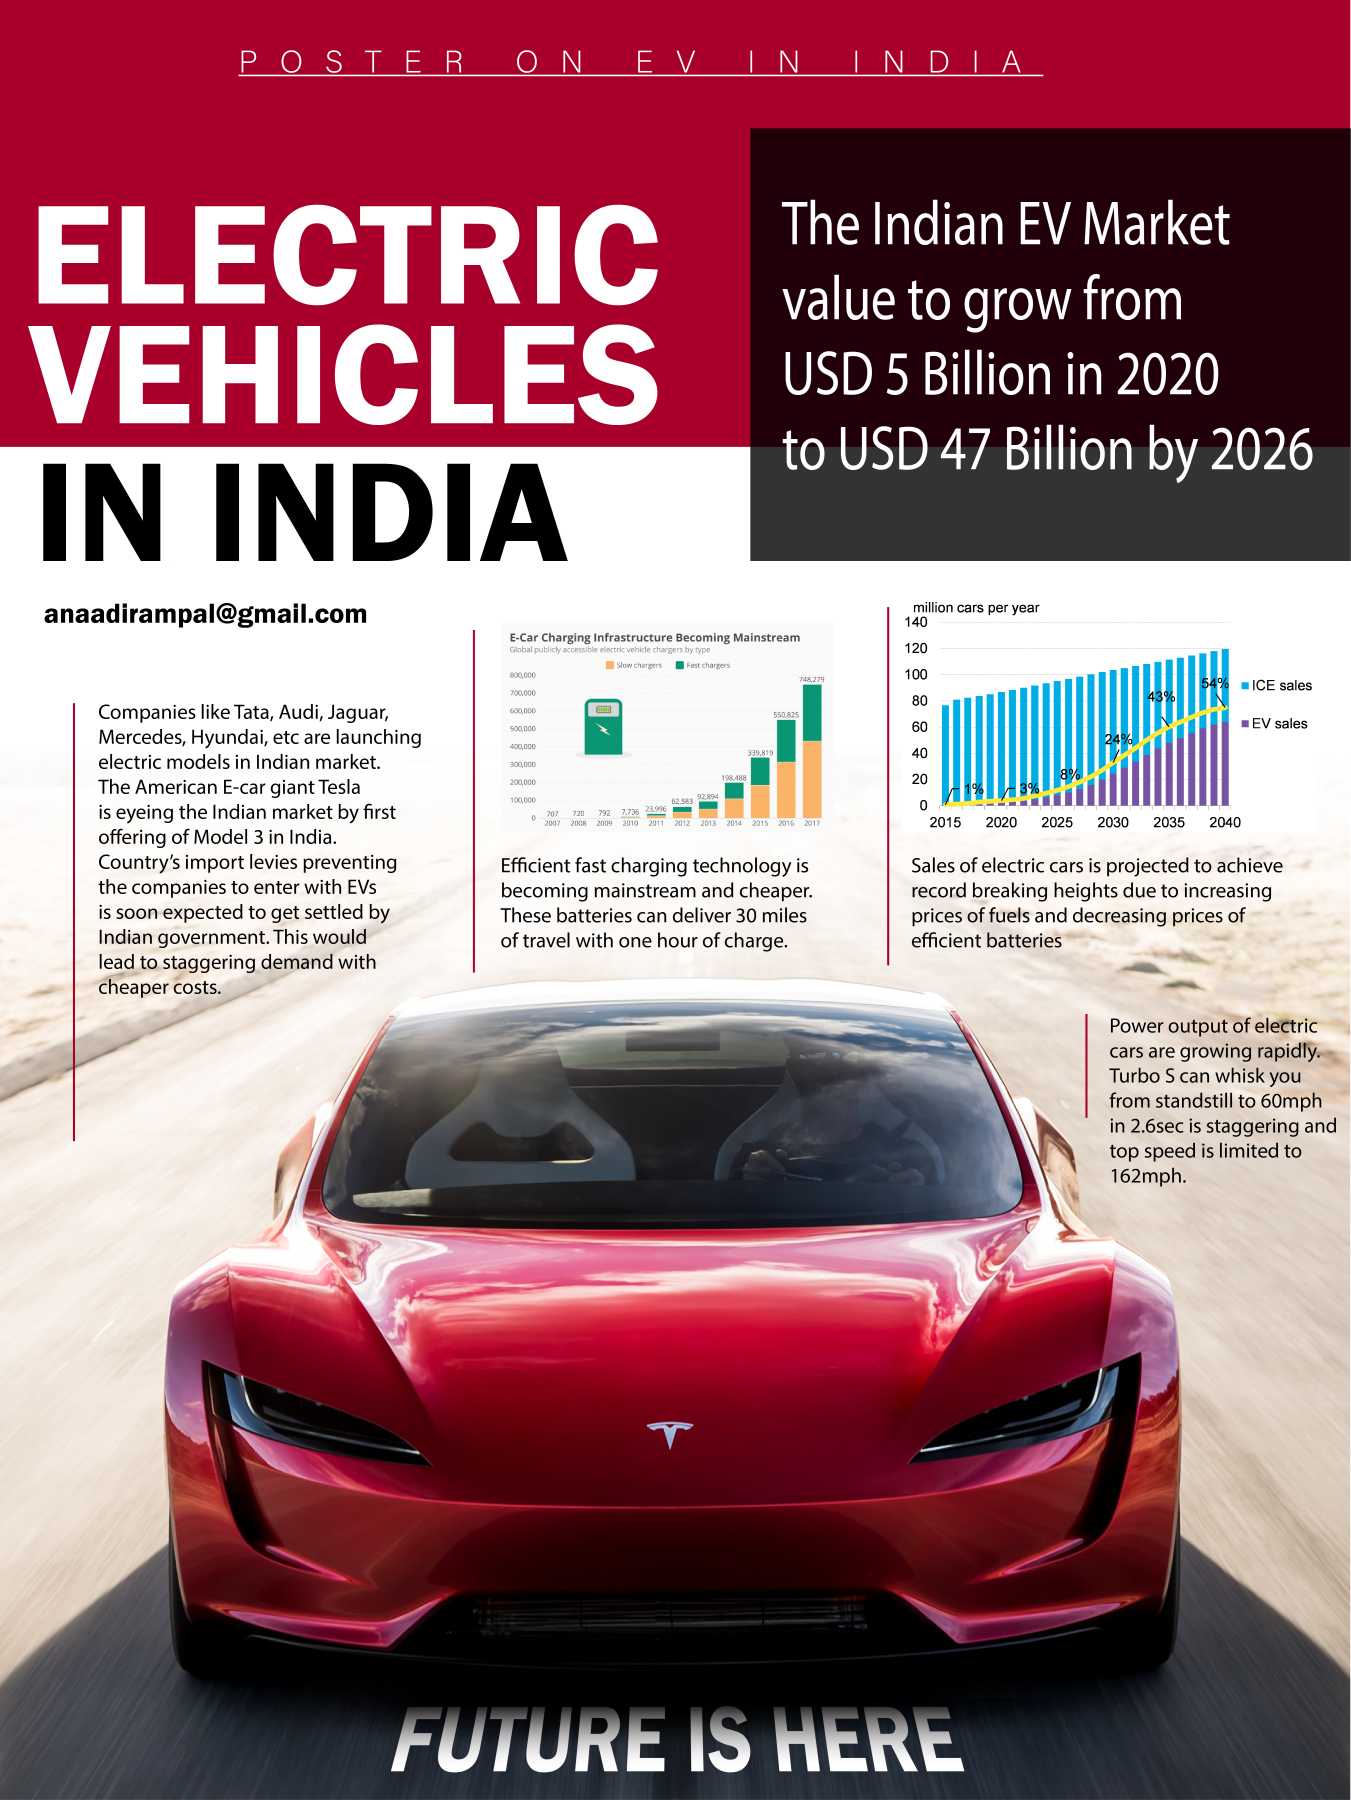 POSTER ON EV IN INDIA
ELECTRIC
VEHICLES
IN INDIA
The Indian EV Market
value to grow from
USD 5 Billion in 2020
to USD 47 Billion by 2026
anaadirampal@gmail.com
Companies like Tata, Audi, Jaguar,
Mercedes, Hyundai, etc are launching
electric models in Indian market.
The American E-car giant Tesla
is eyeing the Indian market by first
offering of Model 3 in India.
Country's import levies preventing
the companies to enter with EVs
is soon expected to get settled by
Indian government. This would
lead to staggering demand with
cheaper costs.
E-Car Charging Infrastructure Becoming Mainstream
Global publicly accessible electric vehicle chargers by type
Slow chargers Fast chargers
800,000
700,000
600,000
500,000
400,000
300,000
200,000
100,000
0
707 720 792 7,736 23,996 62,583 92,894 198,488 339,819 550,825 748,279
2007 2008 2009 2010 2011 2012 2013 2014 2015 2016 2017
Efficient fast charging technology is
becoming mainstream and cheaper.
These batteries can deliver 30 miles
of travel with one hour of charge.
million cars per year
140
120
100
80
60
40
20
0
1% 3% 8% 24% 43% 54%
ICE sales
EV sales
2015 2020 2025 2030 2035 2040
Sales of electric cars is projected to achieve
record breaking heights due to increasing
prices of fuels and decreasing prices of
efficient batteries
Power output of electric
cars are growing rapidly.
Turbo S can whisk you
from standstill to 60mph
in 2.6sec is staggering and
top speed is limited to
162mph.
FUTURE IS HERE